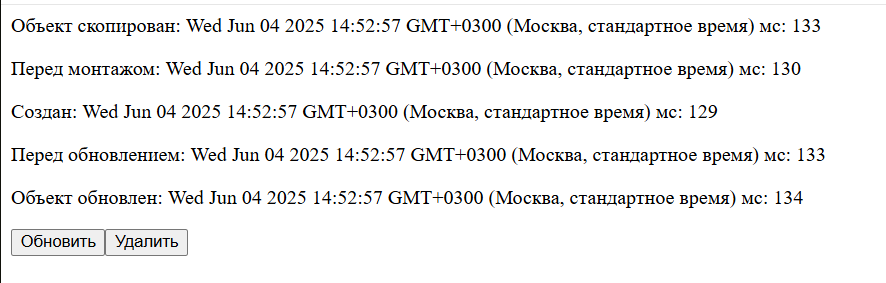 Объект скопирован: Wed Jun 04 2025 14:52:57 GMT+0300 (Москва, стандартное время) мс: 133
Перед монтажом: Wed Jun 04 2025 14:52:57 GMT+0300 (Москва, стандартное время) мс: 130
Создан: Wed Jun 04 2025 14:52:57 GMT+0300 (Москва, стандартное время) мс: 129
Перед обновлением: Wed Jun 04 2025 14:52:57 GMT+0300 (Москва, стандартное время) мс: 133
Объект обновлен: Wed Jun 04 2025 14:52:57 GMT+0300 (Москва, стандартное время) мс: 134
Обновить Удалить